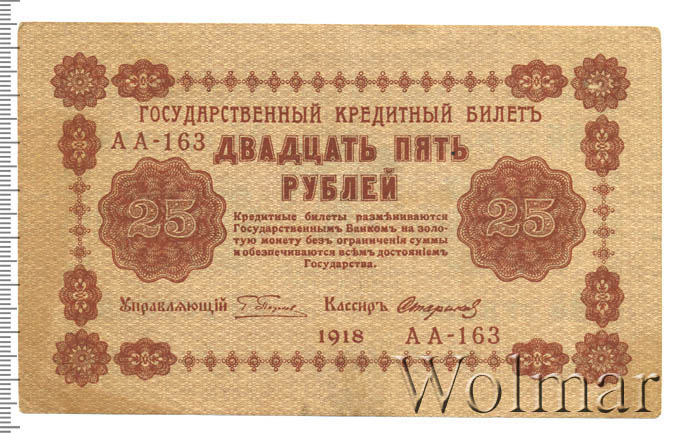 ГОСУДАРСТВЕННЫЙ КРЕДИТНЫЙ БИЛЕТЪ
АА-163 ДВАДЦАТЬ ПЯТЬ
РУБЛЕЙ
25
25
Кредитные билеты размѣниваются
Государственнымъ Банкомъ на золо-
тую монету безъ ограниченія суммы
и обезпечиваются всѣмъ достояніемъ
Государства.
Управляющій Кассиръ
1918 АА-163
Wolmar